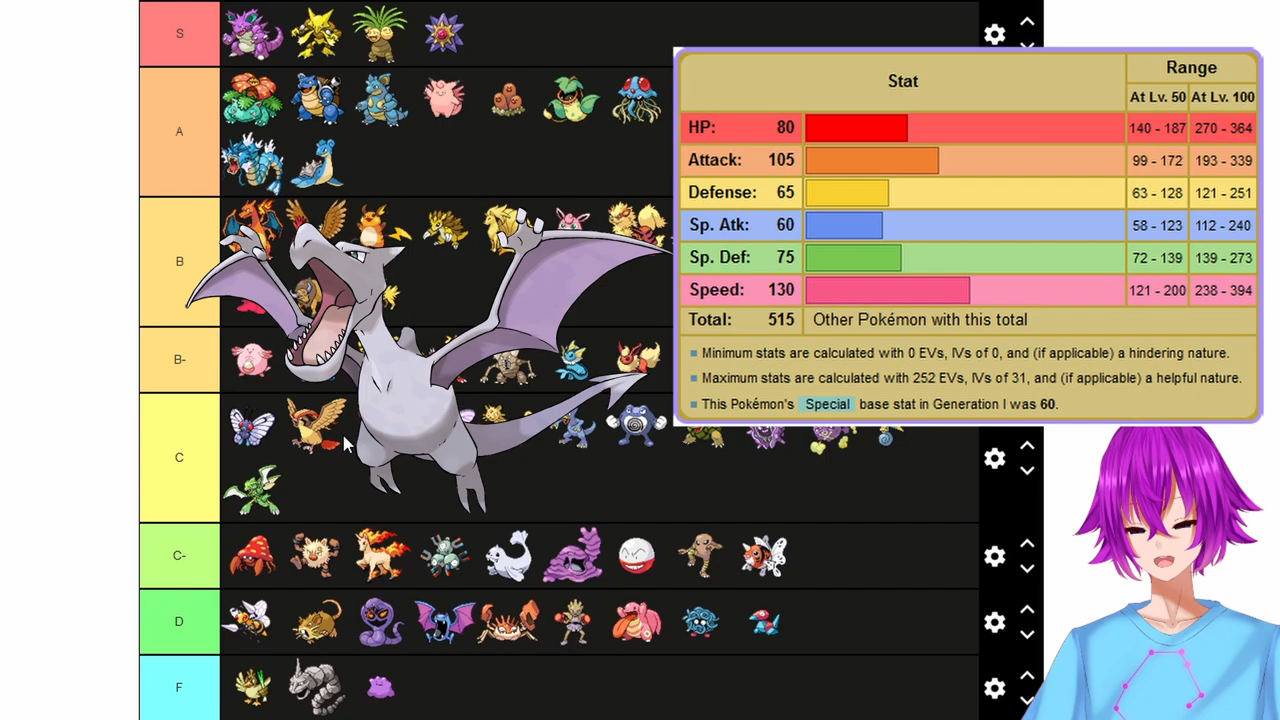 S
A
B
B-
C
C-
D
F
Stat Range
At Lv. 50 At Lv. 100
HP: 80 140 - 187 270 - 364
Attack: 105 99 - 172 193 - 339
Defense: 65 63 - 128 121 - 251
Sp. Atk: 60 58 - 123 112 - 240
Sp. Def: 75 72 - 139 139 - 273
Speed: 130 121 - 200 238 - 394
Total: 515 Other Pokémon with this total
Minimum stats are calculated with 0 EVs, IVs of 0, and (if applicable) a hindering nature.
Maximum stats are calculated with 252 EVs, IVs of 31, and (if applicable) a helpful nature.
This Pokémon's Special base stat in Generation I was 60.